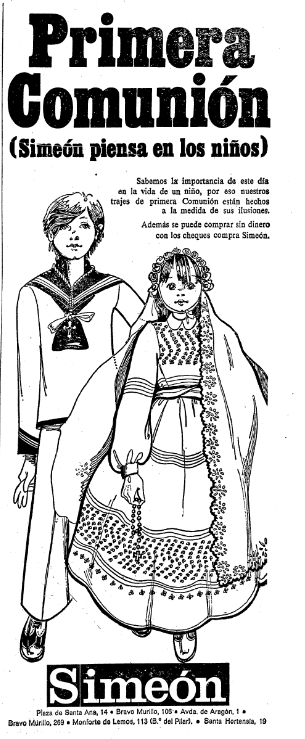 Primera
Comunión
(Simeón piensa en los niños)
Sabemos la importancia de este día
en la vida de un niño, por eso nuestros
trajes de primera Comunión están hechos
a la medida de sus ilusiones.
Además se puede comprar sin dinero
con los cheques compra Simeón.
Simeón
Plaza de Santa Ana, 14 • Bravo Murillo, 105 • Avda. de Aragón, 1 •
Bravo Murillo, 269 • Monforte de Lemos, 113 (B.º del Pilar). • Santa Hortensia, 19